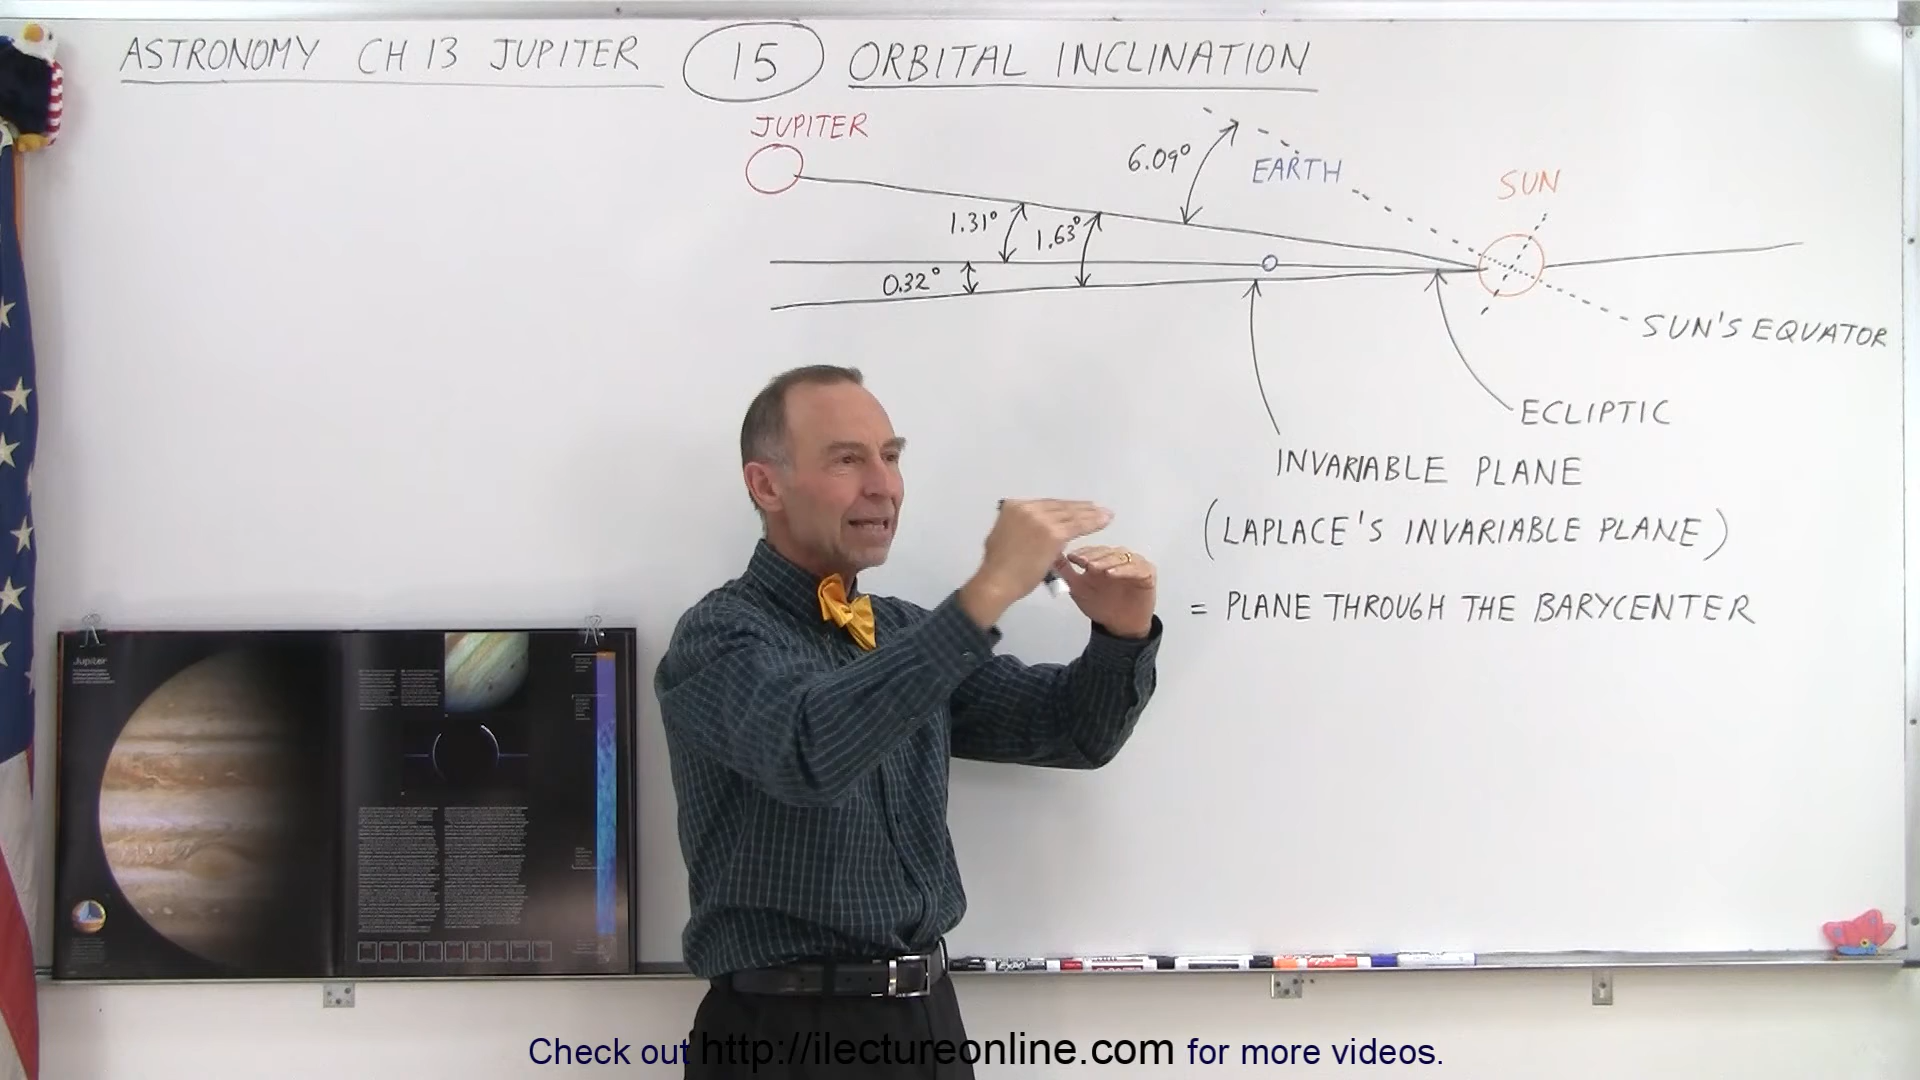 ASTRONOMY CH 13 JUPITER 15 ORBITAL INCLINATION
JUPITER
6.09°
EARTH
SUN
1.31°
1.63°
0.32°
SUN'S EQUATOR
ECLIPTIC
INVARIABLE PLANE
(LAPLACE'S INVARIABLE PLANE)
= PLANE THROUGH THE BARYCENTER
Jupiter
EXPO
Check out http://ilectureonline.com for more videos.